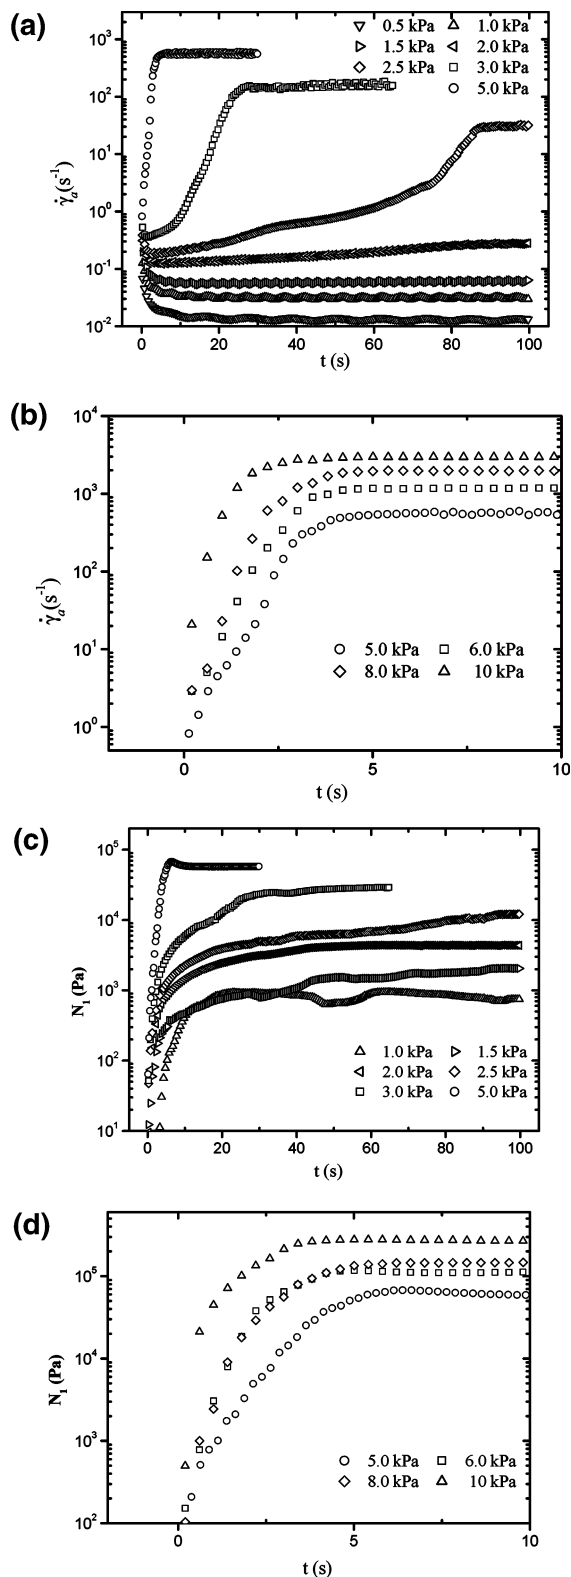 (a)
▽ 0.5 kPa △ 1.0 kPa
▷ 1.5 kPa ◁ 2.0 kPa
◇ 2.5 kPa □ 3.0 kPa
○ 5.0 kPa
10³
10²
10¹
10⁰
10⁻¹
10⁻²
γ̇ₐ(s⁻¹)
0 20 40 60 80 100
t (s)
(b)
10⁴
10³
10²
10¹
10⁰
γ̇ₐ(s⁻¹)
○ 5.0 kPa □ 6.0 kPa
◇ 8.0 kPa △ 10 kPa
0 5 10
t (s)
(c)
10⁵
10⁴
10³
10²
10¹
N₁ (Pa)
△ 1.0 kPa ▷ 1.5 kPa
◁ 2.0 kPa ◇ 2.5 kPa
□ 3.0 kPa ○ 5.0 kPa
0 20 40 60 80 100
t (s)
(d)
10⁵
10⁴
10³
10²
N₁ (Pa)
○ 5.0 kPa □ 6.0 kPa
◇ 8.0 kPa △ 10 kPa
0 5 10
t (s)